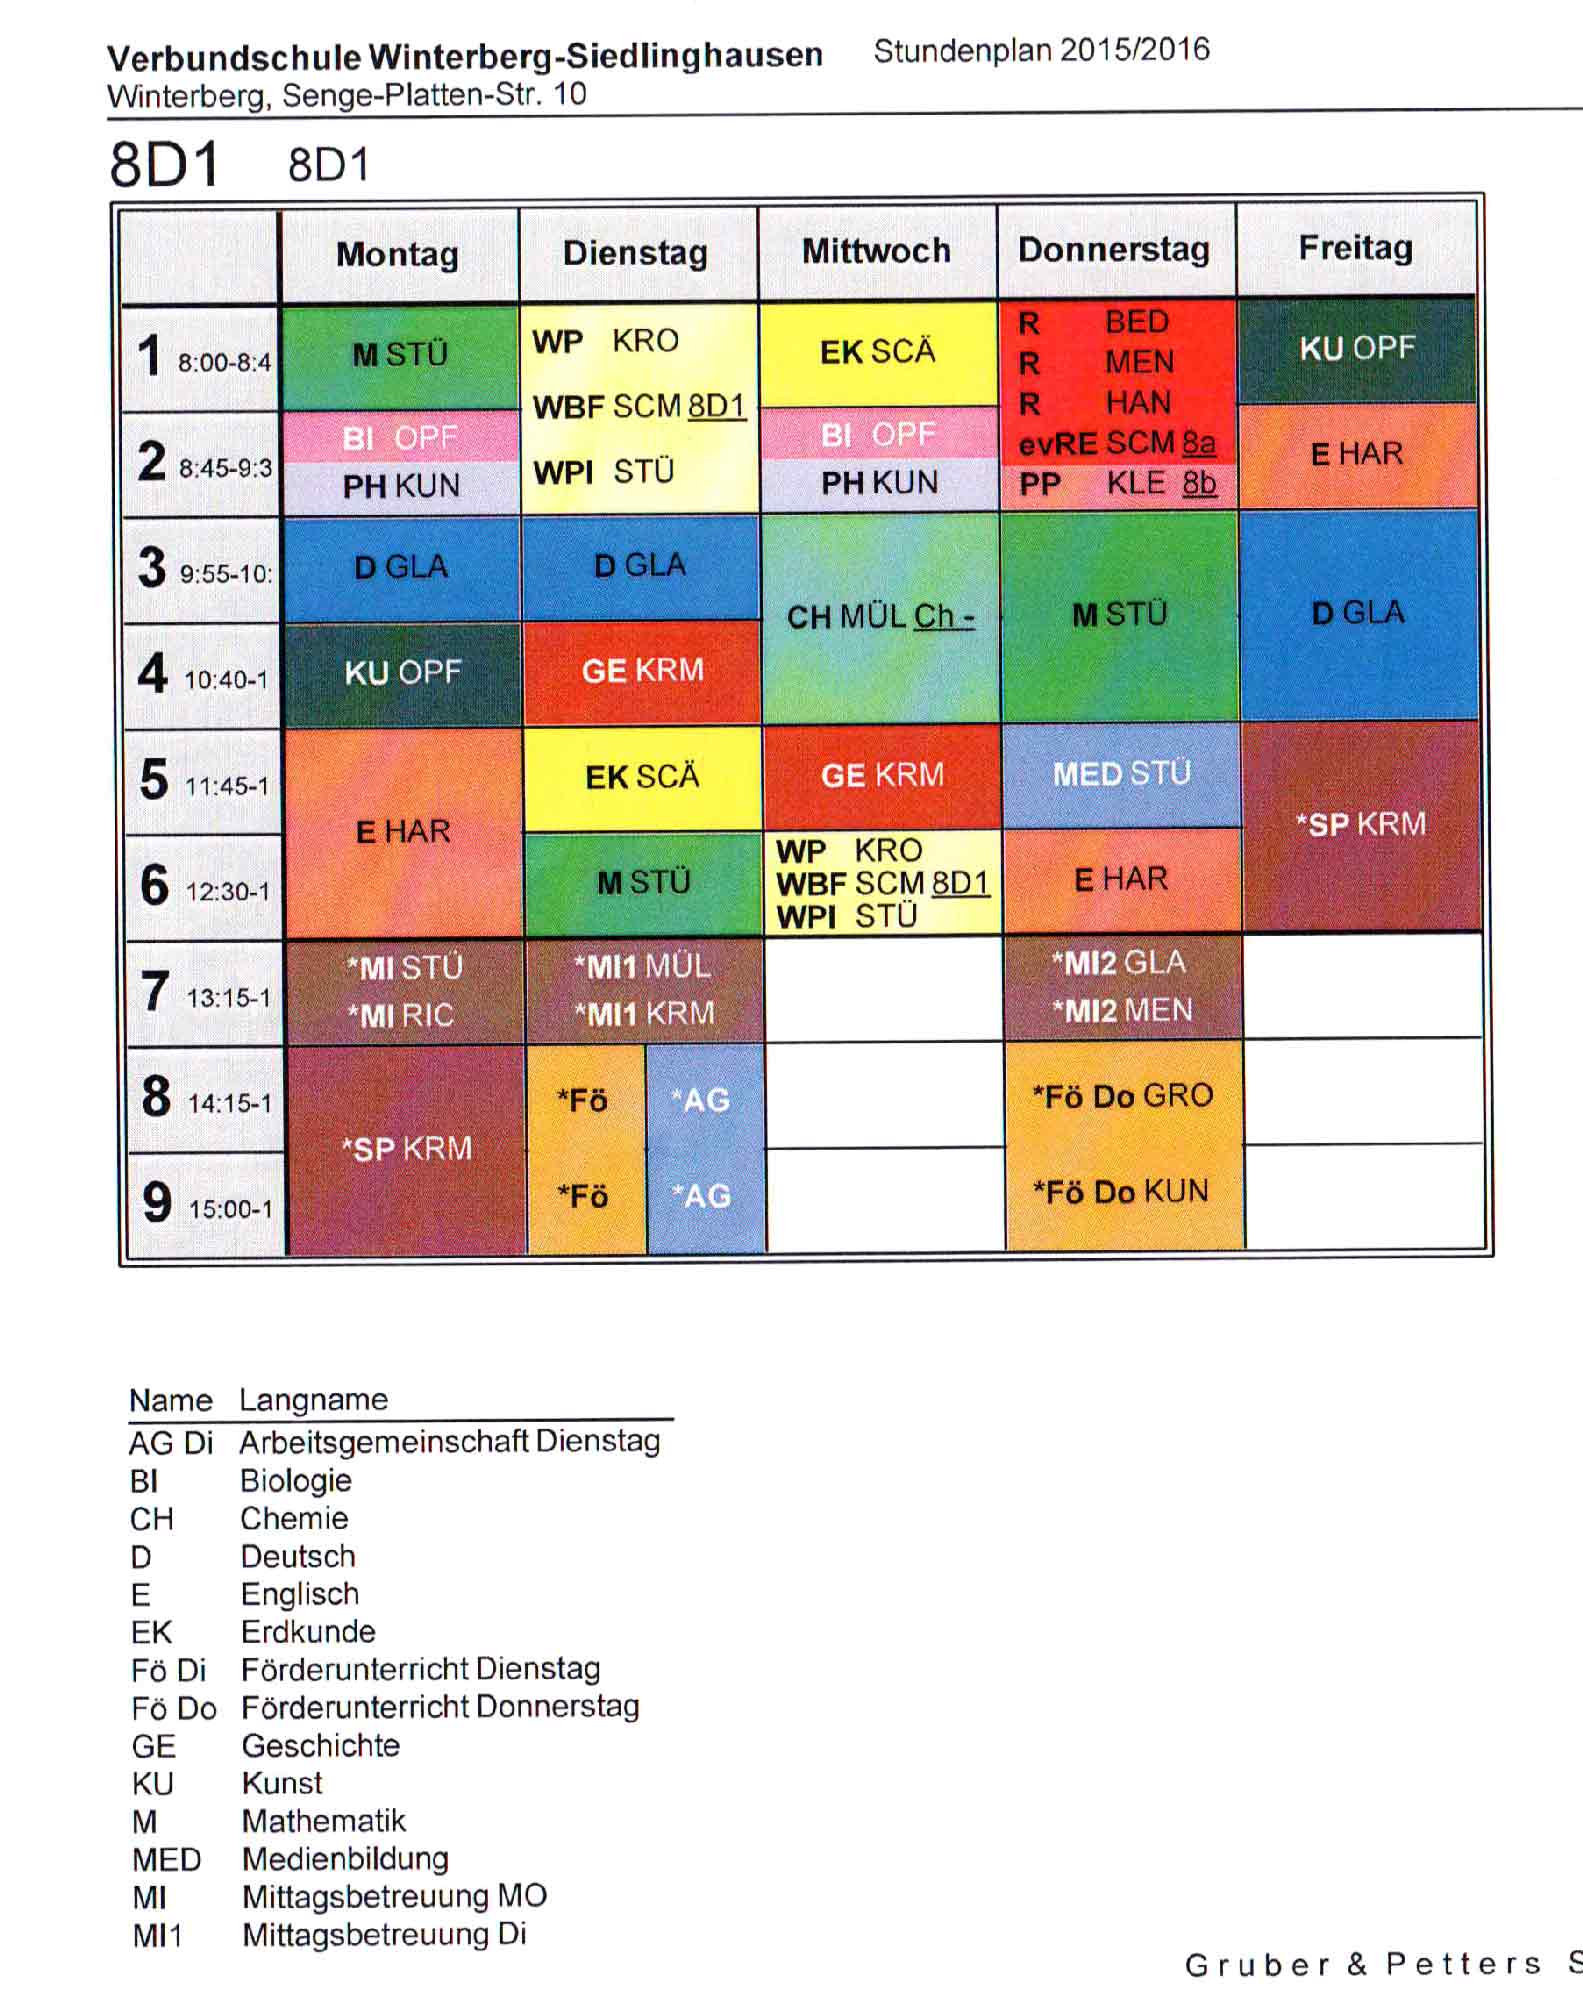 Verbundschule Winterberg-Siedlinghausen Stundenplan 2015/2016
Winterberg, Senge-Platten-Str. 10
8D1 8D1
Montag Dienstag Mittwoch Donnerstag Freitag
1 8:00-8:4
M STÜ
WP KRO
WBF SCM 8D1
WPI STÜ
EK SCÄ
R BED
R MEN
R HAN
evRE SCM 8a
PP KLE 8b
KU OPF
2 8:45-9:3
BI OPF
PH KUN
BI OPF
PH KUN
E HAR
3 9:55-10:
D GLA
D GLA
CH MÜL Ch -
M STÜ
D GLA
4 10:40-1
KU OPF
GE KRM
5 11:45-1
E HAR
EK SCÄ
GE KRM
MED STÜ
*SP KRM
6 12:30-1
M STÜ
WP KRO
WBF SCM 8D1
WPI STÜ
E HAR
7 13:15-1
*MI STÜ
*MI RIC
*MI1 MÜL
*MI1 KRM
*MI2 GLA
*MI2 MEN
8 14:15-1
*SP KRM
*Fö
*AG
*Fö Do GRO
9 15:00-1
*Fö
*AG
*Fö Do KUN
Name Langname
AG Di Arbeitsgemeinschaft Dienstag
BI Biologie
CH Chemie
D Deutsch
E Englisch
EK Erdkunde
Fö Di Förderunterricht Dienstag
Fö Do Förderunterricht Donnerstag
GE Geschichte
KU Kunst
M Mathematik
MED Medienbildung
MI Mittagsbetreuung MO
MI1 Mittagsbetreuung Di
Gruber & Petters S